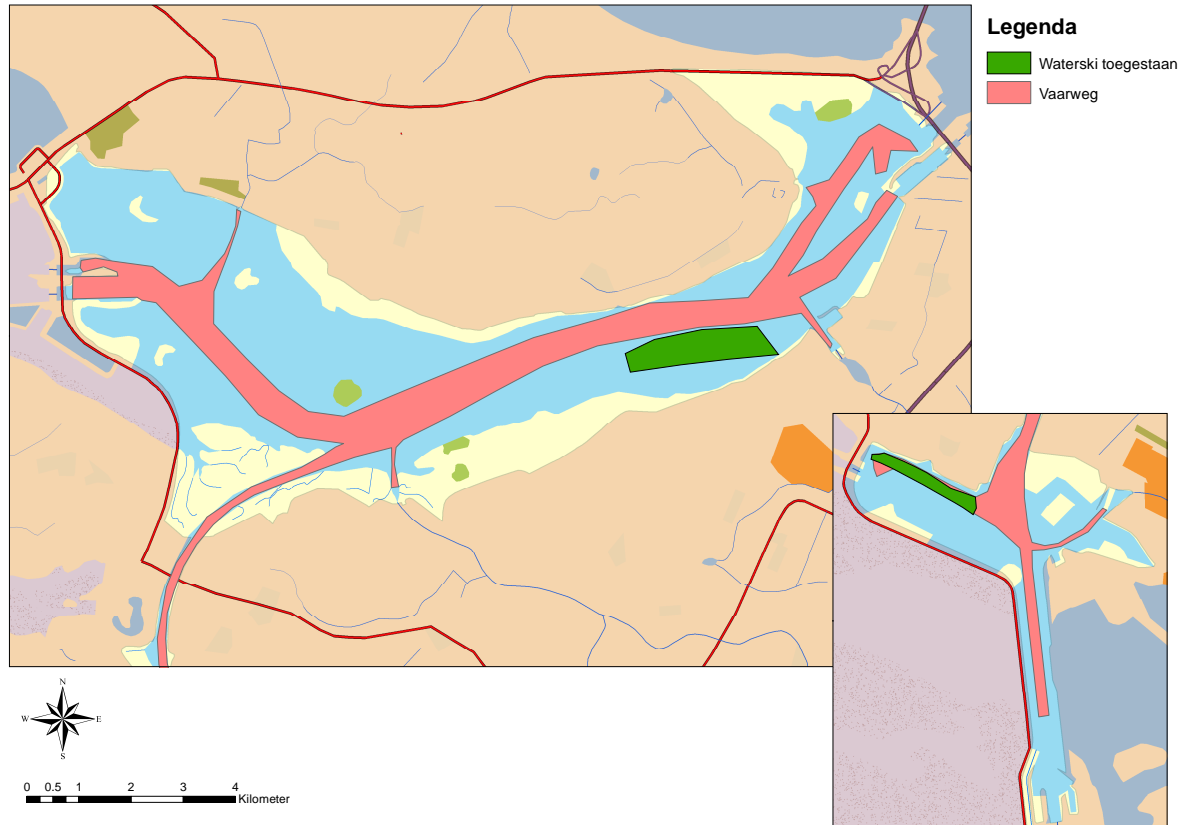 Legenda
Waterski toegestaan
Vaarweg
N
W E
S
0 0.5 1 2 3 4
Kilometer